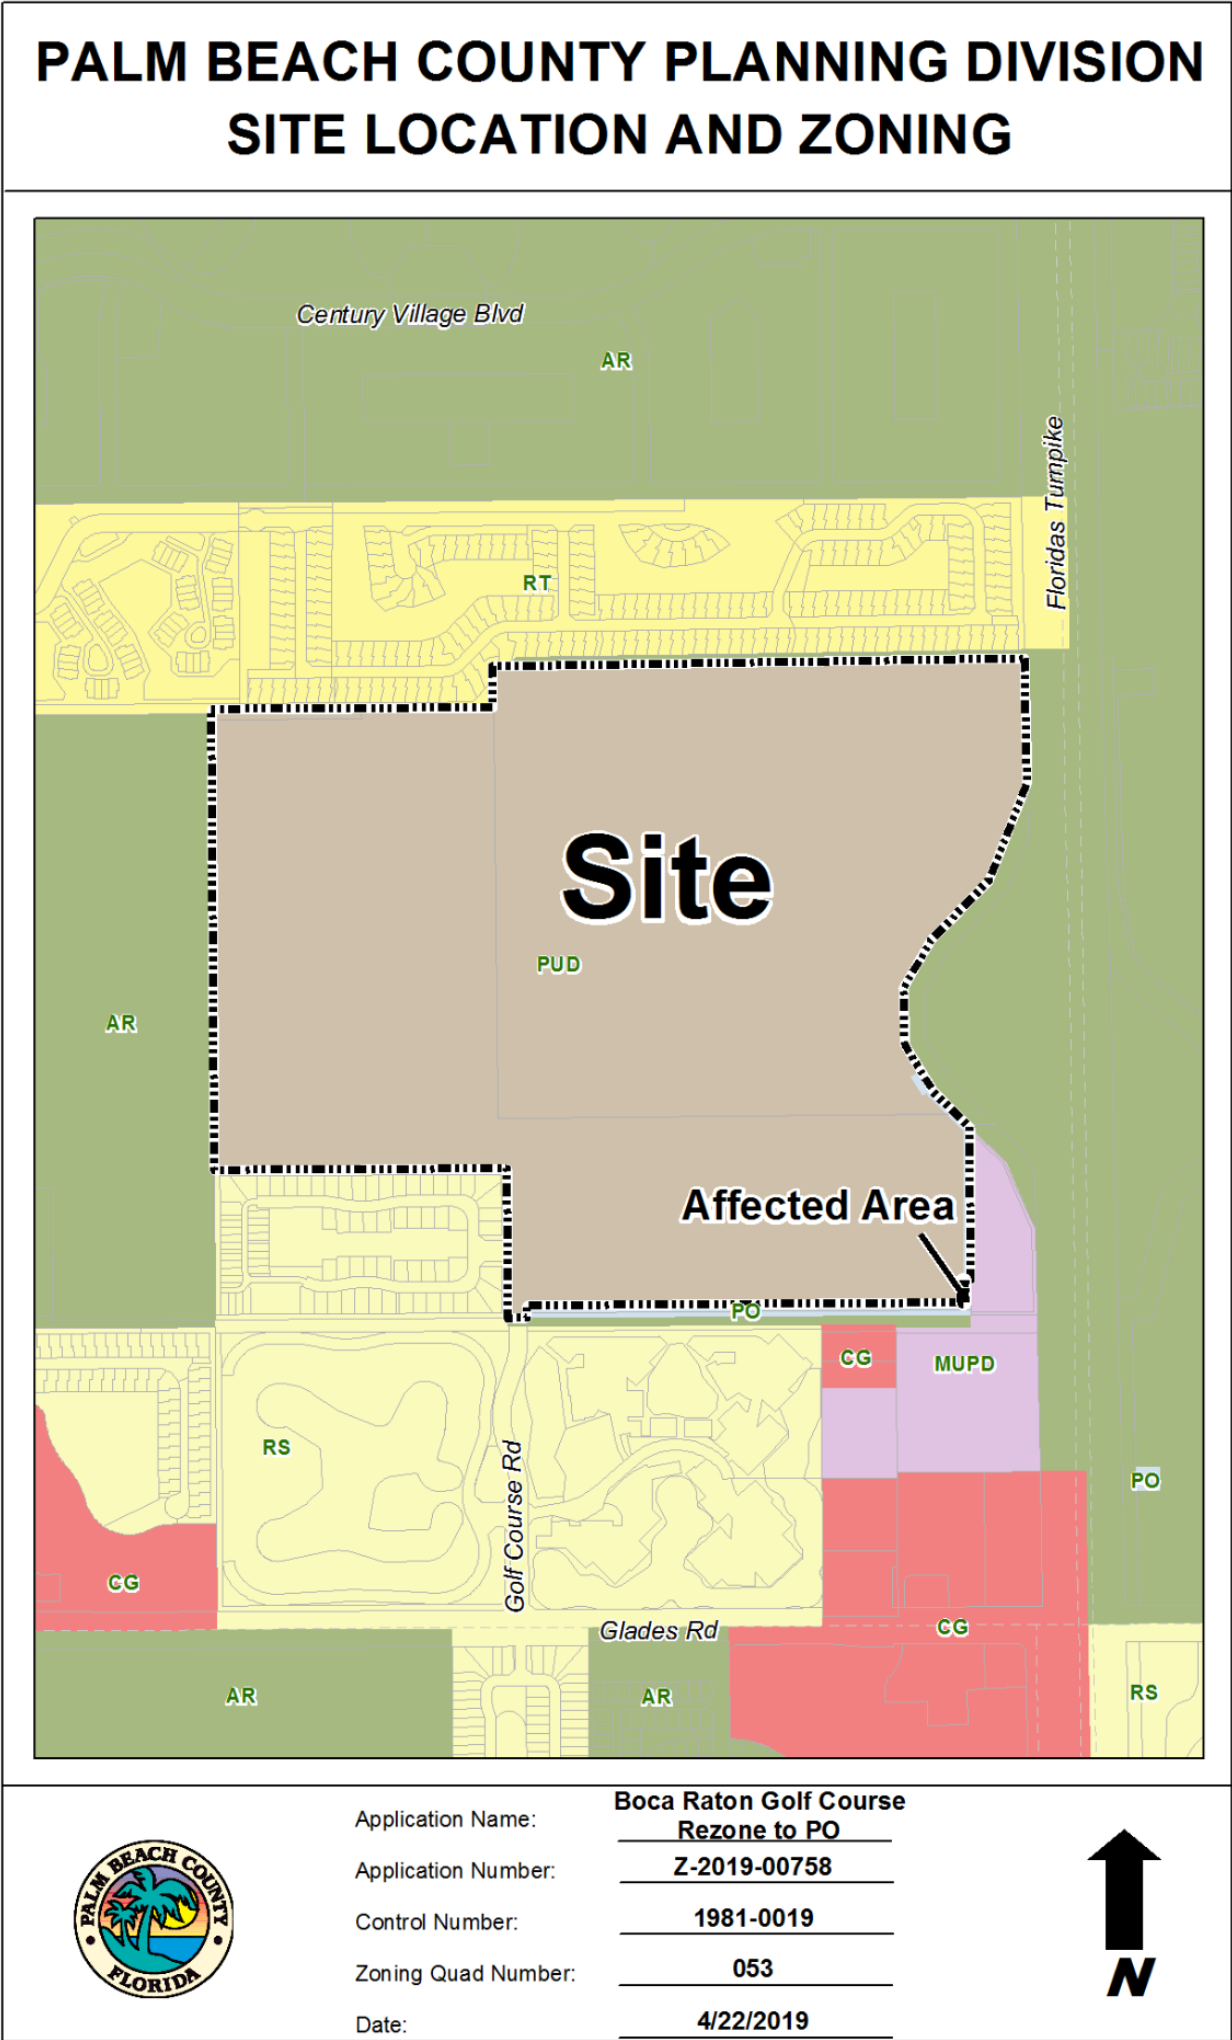 PALM BEACH COUNTY PLANNING DIVISION
SITE LOCATION AND ZONING
Century Village Blvd
AR
Floridas Turnpike
RT
Site
PUD
AR
Affected Area
PO
CG
MUPD
RS
Golf Course Rd
PO
CG
Glades Rd
CG
AR
AR
RS
Application Name: Boca Raton Golf Course
Rezone to PO
Application Number: Z-2019-00758
Control Number: 1981-0019
Zoning Quad Number: 053
Date: 4/22/2019
PALM BEACH COUNTY
FLORIDA
N